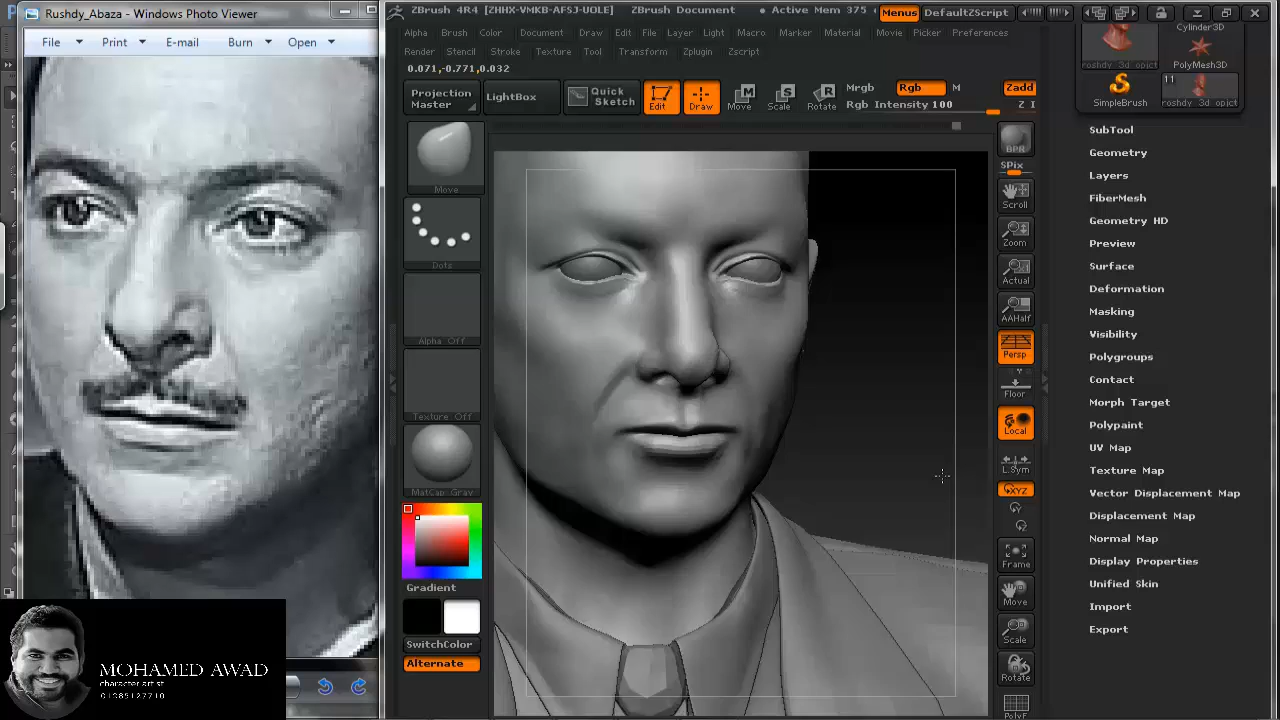 Rushdy_Abaza - Windows Photo Viewer
File Print E-mail Burn Open
ZBrush 4R4 [ZHHX-VMKB-AFSJ-UOLE] ZBrush Document • Active Mem 375 • Menus DefaultZScript
Alpha Brush Color Document Draw Edit File Layer Light Macro Marker Material Movie Picker Preferences
Render Stencil Stroke Texture Tool Transform Zplugin Zscript
0.071,-0.771,0.032
Projection Master
LightBox
Quick Sketch
Edit
Draw
Move
Scale
Rotate
Mrgb Rgb M Zadd
Rgb Intensity 100 Z I
Move
Dots
Alpha Off
Texture Off
MatCap Gray
Gradient
SwitchColor
Alternate
BPR
SPix
Scroll
Zoom
Actual
AAHalf
Persp
Floor
Local
L.Sym
XYZ
Frame
Move
Scale
Rotate
PolyF
Cylinder3D
roshdy_3d_opict PolyMesh3D
11
SimpleBrush roshdy_3d_opict
SubTool
Geometry
Layers
FiberMesh
Geometry HD
Preview
Surface
Deformation
Masking
Visibility
Polygroups
Contact
Morph Target
Polypaint
UV Map
Texture Map
Vector Displacement Map
Displacement Map
Normal Map
Display Properties
Unified Skin
Import
Export
MOHAMED AWAD
character artist